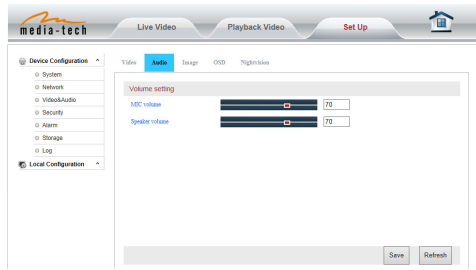 media-tech
Live Video
Playback Video
Set Up
Device Configuration
System
Network
Video&Audio
Security
Alarm
Storage
Log
Local Configuration
Video Audio Image OSD Nightvision
Volume setting
MIC volume 70
Speaker volume 70
Save Refresh